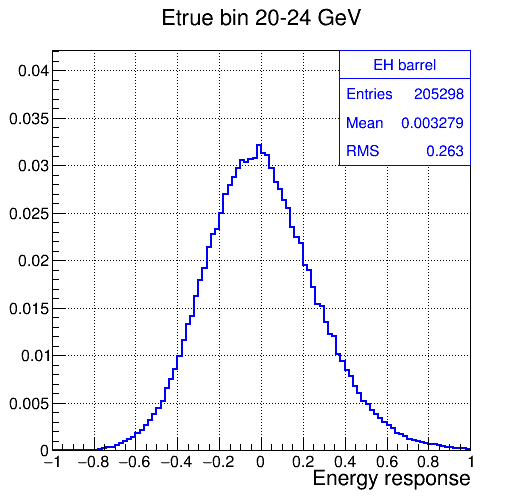 Etrue bin 20-24 GeV
EH barrel
Entries 205298
Mean 0.003279
RMS 0.263
0.04
0.035
0.03
0.025
0.02
0.015
0.01
0.005
0
−1 −0.8 −0.6 −0.4 −0.2 0 0.2 0.4 0.6 0.8 1
Energy response